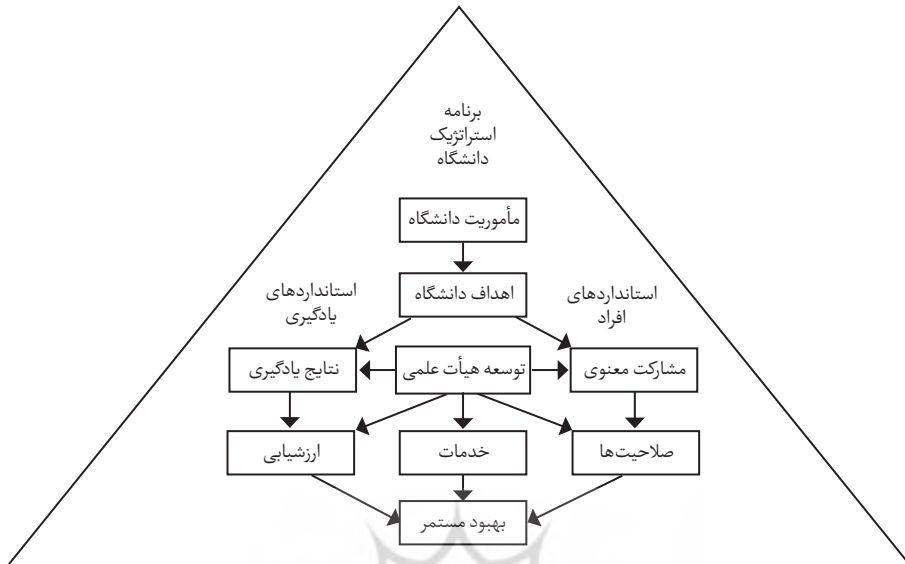 برنامه
استراتژیک
دانشگاه
مأموریت دانشگاه
اهداف دانشگاه
استانداردهای
افراد
استانداردهای
یادگیری
مشارکت معنوی
توسعه هیأت علمی
نتایج یادگیری
صلاحیت‌ها
خدمات
ارزشیابی
بهبود مستمر